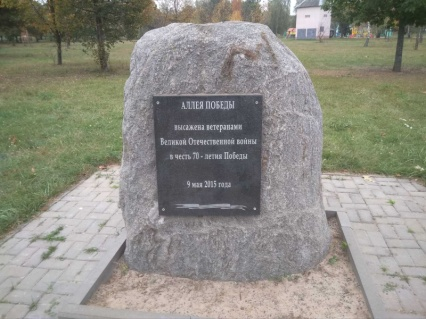 АЛЛЕЯ ПОБЕДЫ
высажена ветеранами
Великой Отечественной войны
в честь 70 - летия Победы
9 мая 2015 года